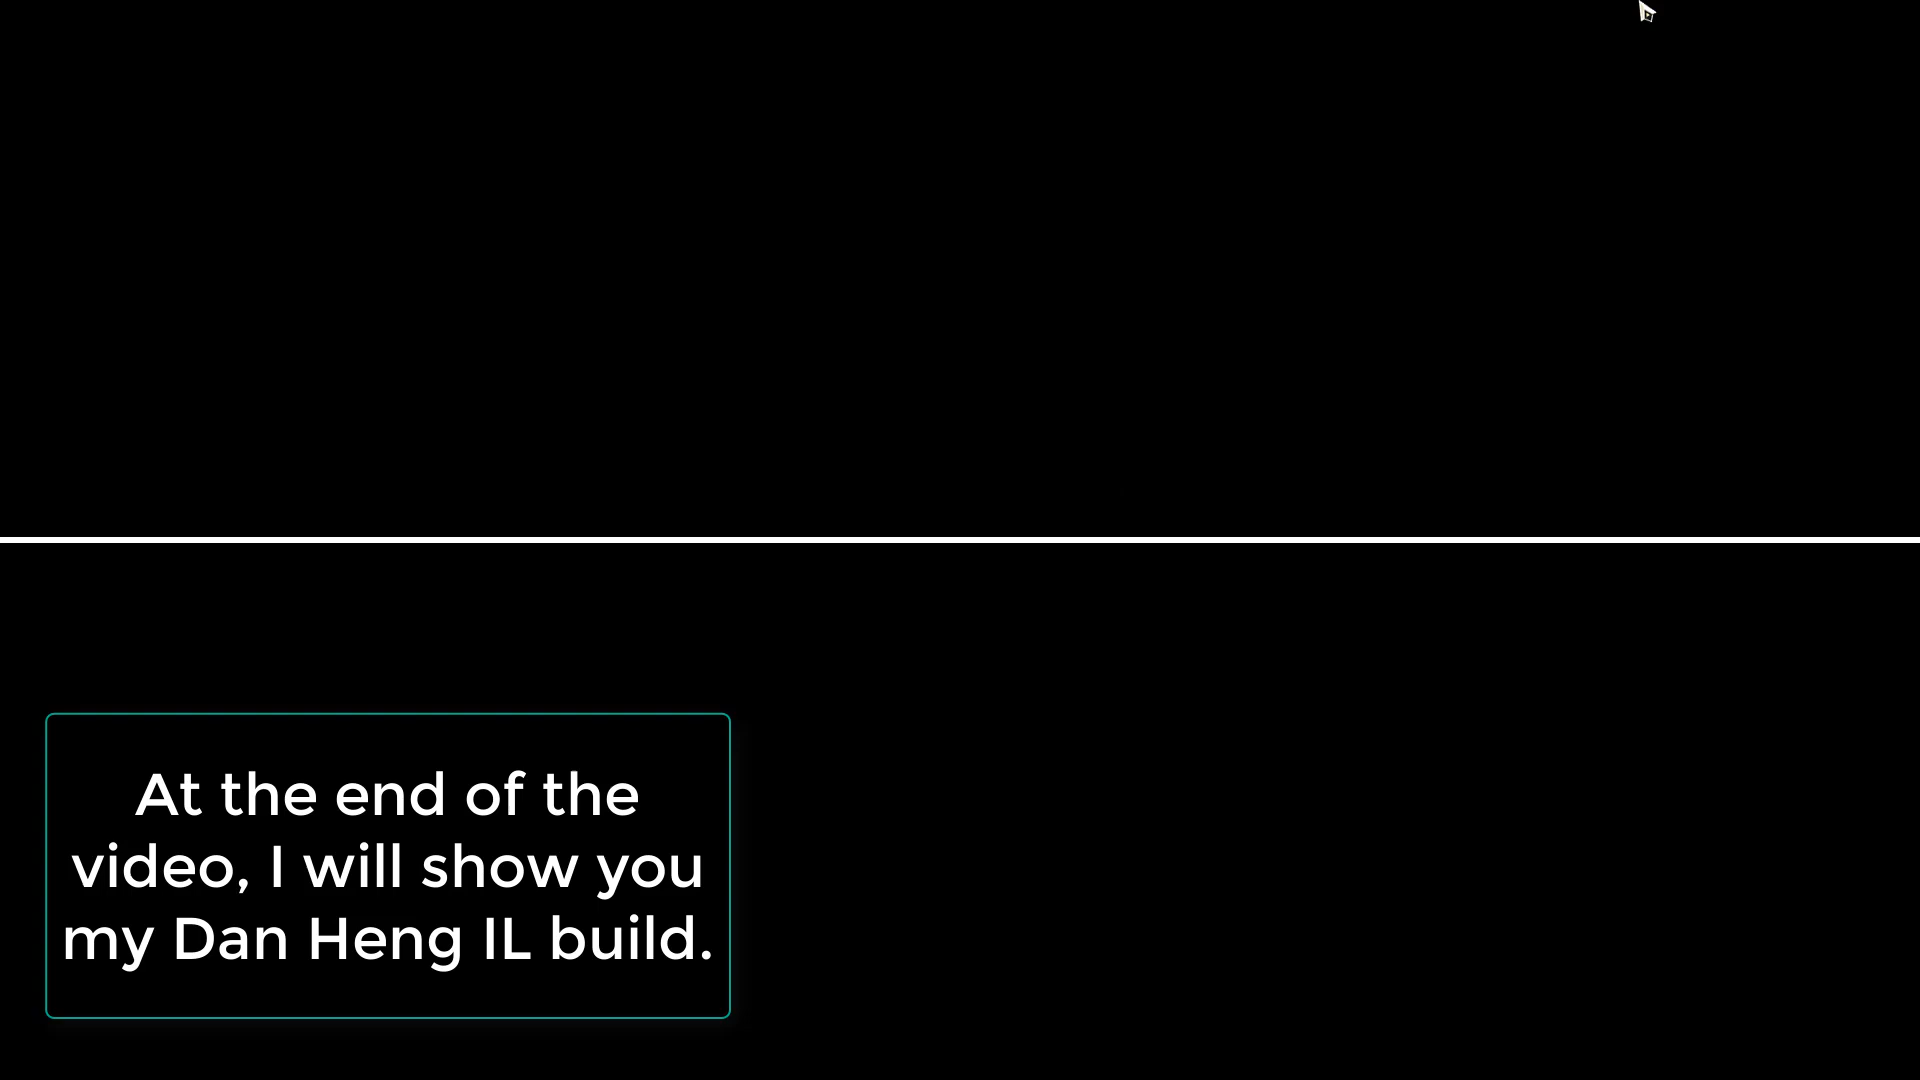 At the end of the
video, I will show you
my Dan Heng IL build.